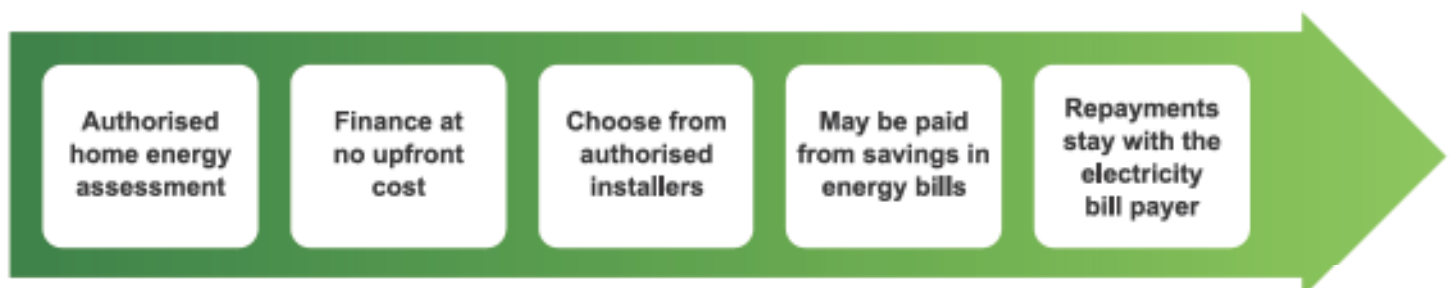 Authorised
home energy
assessment
Finance at
no upfront
cost
Choose from
authorised
installers
May be paid
from savings in
energy bills
Repayments
stay with the
electricity
bill payer